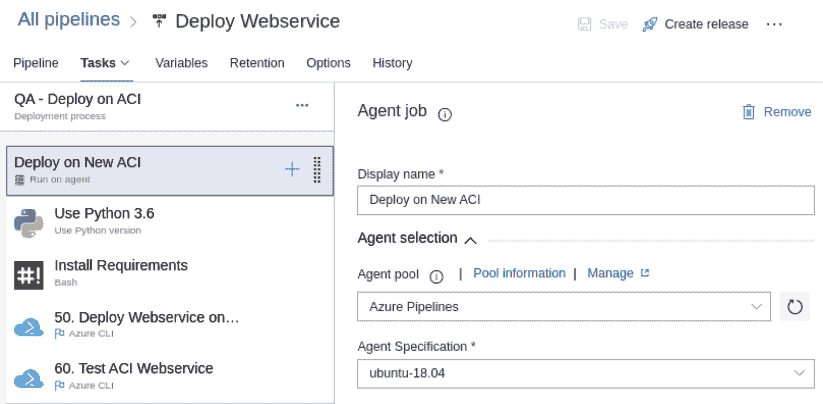 All pipelines > Deploy Webservice
Save Create release ...
Pipeline Tasks Variables Retention Options History
QA - Deploy on ACI
Deployment process
...
Deploy on New ACI
Run on agent
Use Python 3.6
Use Python version
#!
Install Requirements
Bash
50. Deploy Webservice on...
Azure CLI
60. Test ACI Webservice
Azure CLI
Agent job
Remove
Display name *
Deploy on New ACI
Agent selection
Agent pool | Pool information | Manage
Azure Pipelines
Agent Specification *
ubuntu-18.04